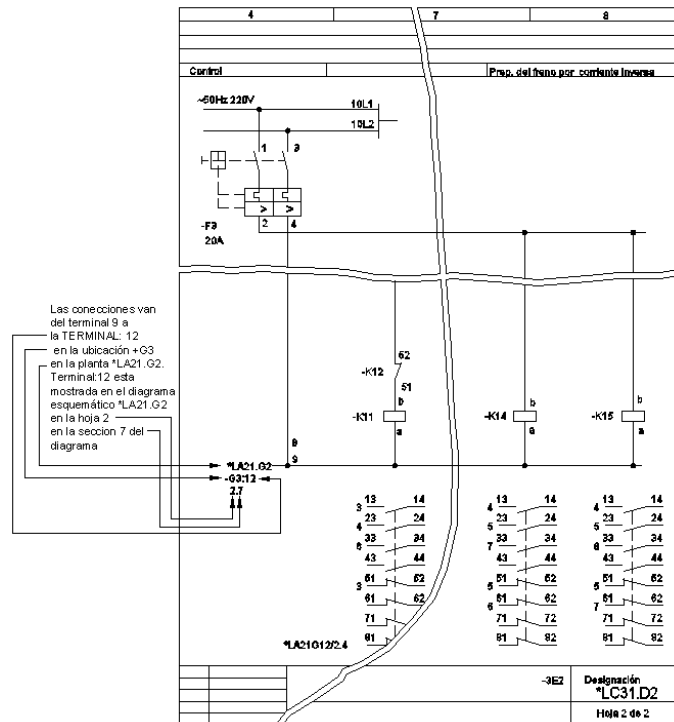 4 7 8
Control Prep. del freno por corriente Inversa
~50Hz 220V 10L1
10L2
1 3
-F9
20A
2 4
Las conecciones van
del terminal 9 a
la TERMINAL: 12
en la ubicación +G3
en la planta *LA21.G2.
Terminal:12 esta
mostrada en el diagrama
esquemático *LA21.G2
en la hoja 2
en la seccion 7 del
diagrama
62
-K12
51
b b b
-K11 -K14 -K15
a a a
9
*LA21.G2
-G3:12
2.7
13 14 13 14 13 14
3 4 4
23 24 23 24 23 24
4 5 5
33 34 33 34 33 34
6 7 8
43 44 43 44 43 44
51 52 51 52 51 52
3 5 5
61 62 61 62 61 62
6 7
71 71 72 71 72
81 81 82 81 82
*LA21G12/2.4
-3E2 Designación
*LC31.D2
Hoja 2 de 2